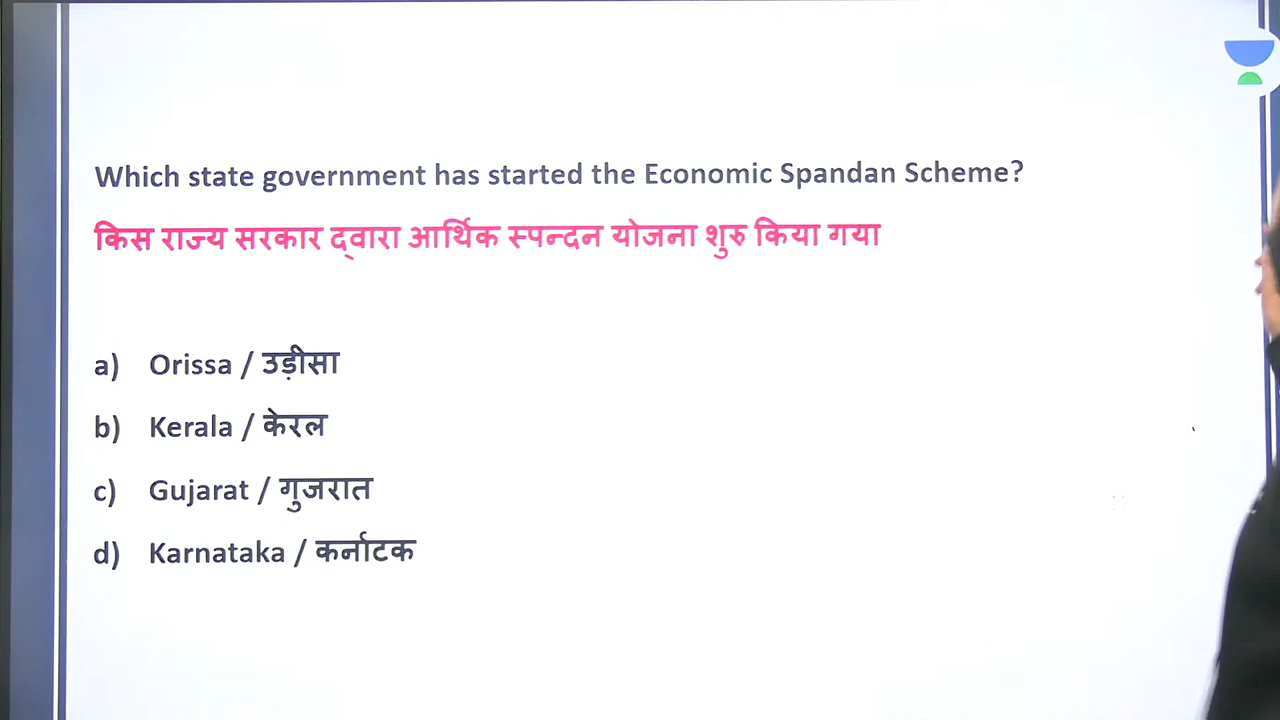 Which state government has started the Economic Spandan Scheme?
किस राज्य सरकार द्वारा आर्थिक स्पन्दन योजना शुरु किया गया
a) Orissa / उड़ीसा
b) Kerala / केरल
c) Gujarat / गुजरात
d) Karnataka / कर्नाटक